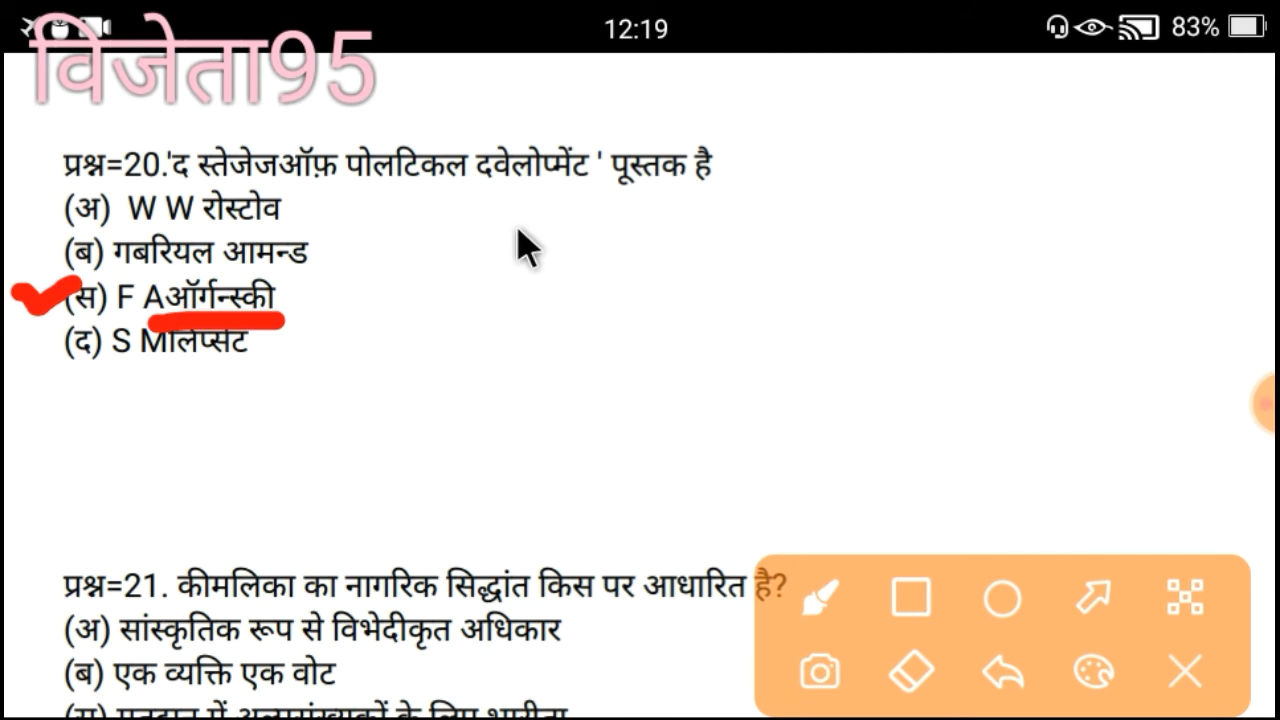 12:19
83%
विजेता95
प्रश्न=20.'द स्तेजेजऑफ़ पोलटिकल दवेलोप्मेंट ' पूस्तक है
(अ) W W रोस्टोव
(ब) गबरियल आमन्ड
(स) F Aऑर्गन्स्की
(द) S Mलिप्सेट
प्रश्न=21. कीमलिका का नागरिक सिद्धांत किस पर आधारित है?
(अ) सांस्कृतिक रूप से विभेदीकृत अधिकार
(ब) एक व्यक्ति एक वोट